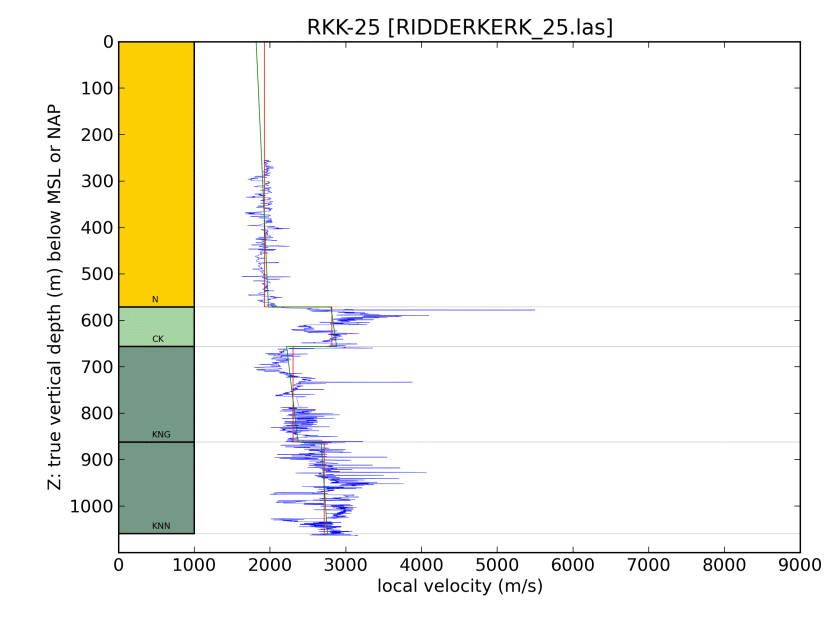 RKK-25 [RIDDERKERK_25.las]
0
100
200
300
400
500
600
700
800
900
1000
Z: true vertical depth (m) below MSL or NAP
N
CK
KNG
KNN
0 1000 2000 3000 4000 5000 6000 7000 8000 9000
local velocity (m/s)